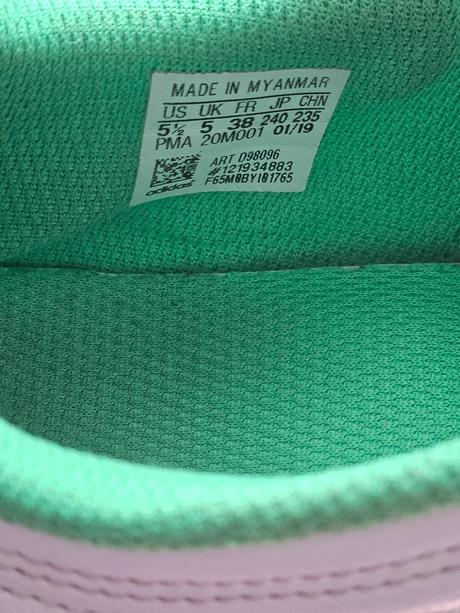 MADE IN MYANMAR
US UK FR JP CHN
5½ 5 38 240 235
PMA 20M001 01/19
ART D98096
#121934883
F65M0BYI01765
adidas